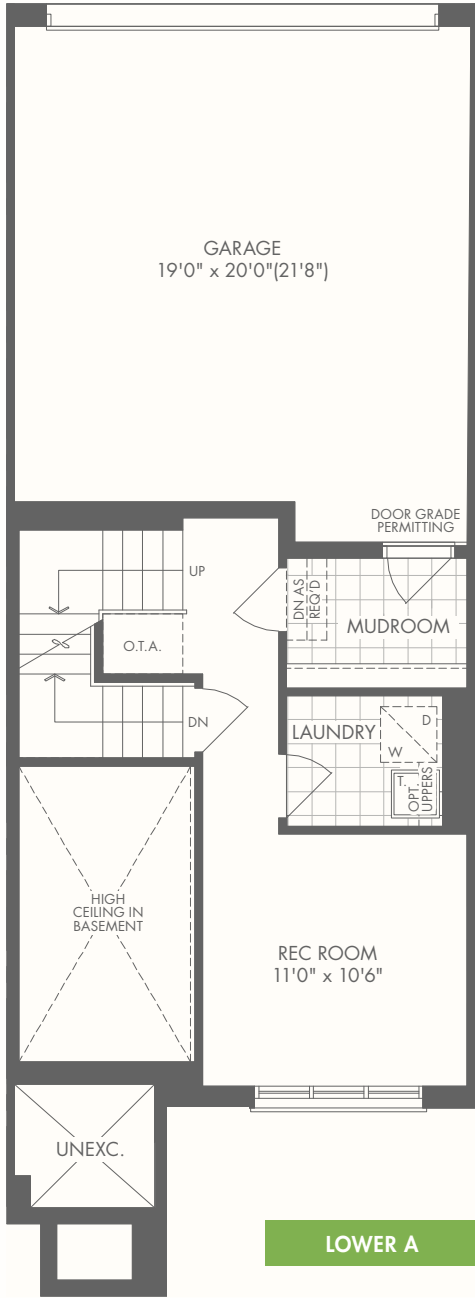 GARAGE
19'0" x 20'0"(21'8")
DOOR GRADE
PERMITTING
UP
DN AS
REQ'D
MUDROOM
O.T.A.
DN
LAUNDRY
D
W
T.
OPT.
UPPERS
HIGH
CEILING IN
BASEMENT
REC ROOM
11'0" x 10'6"
UNEXC.
LOWER A